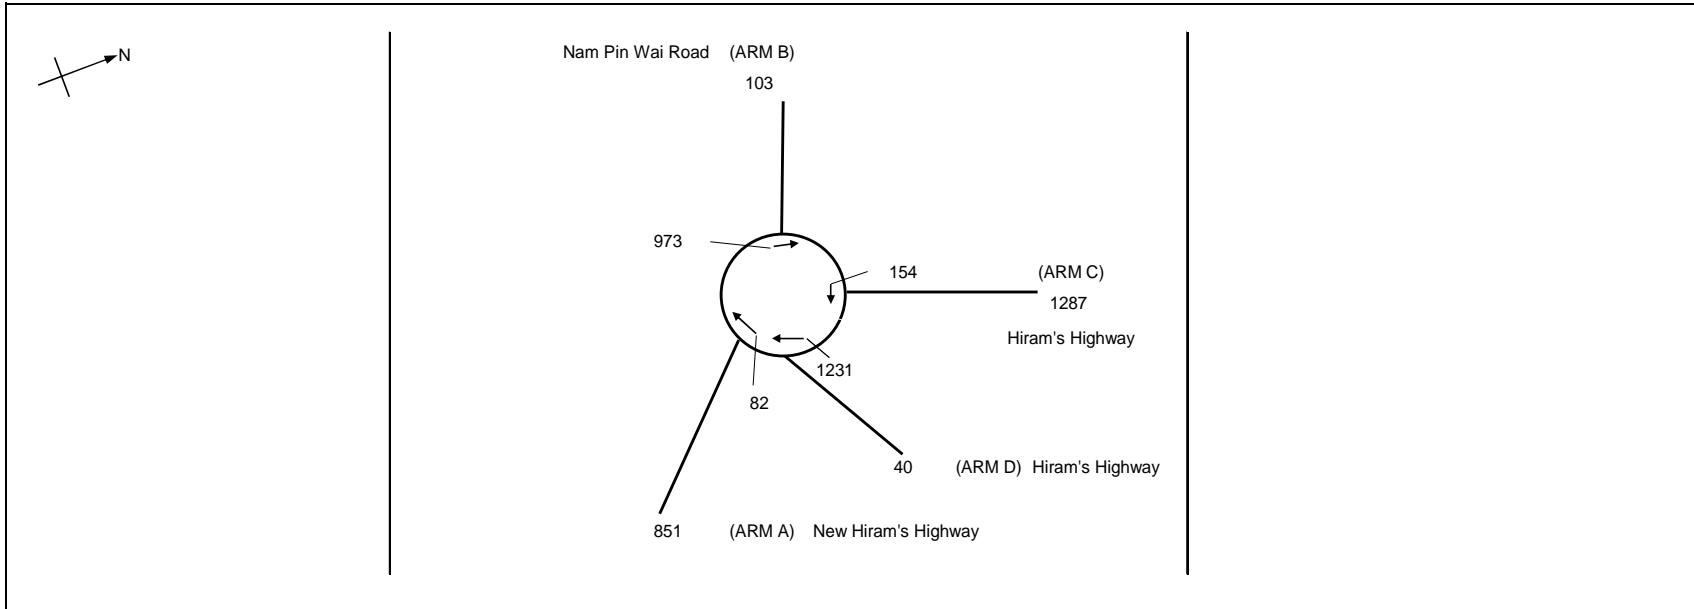 N
Nam Pin Wai Road (ARM B)
103
973
154
(ARM C)
1287
Hiram's Highway
1231
82
40 (ARM D) Hiram's Highway
851 (ARM A) New Hiram's Highway